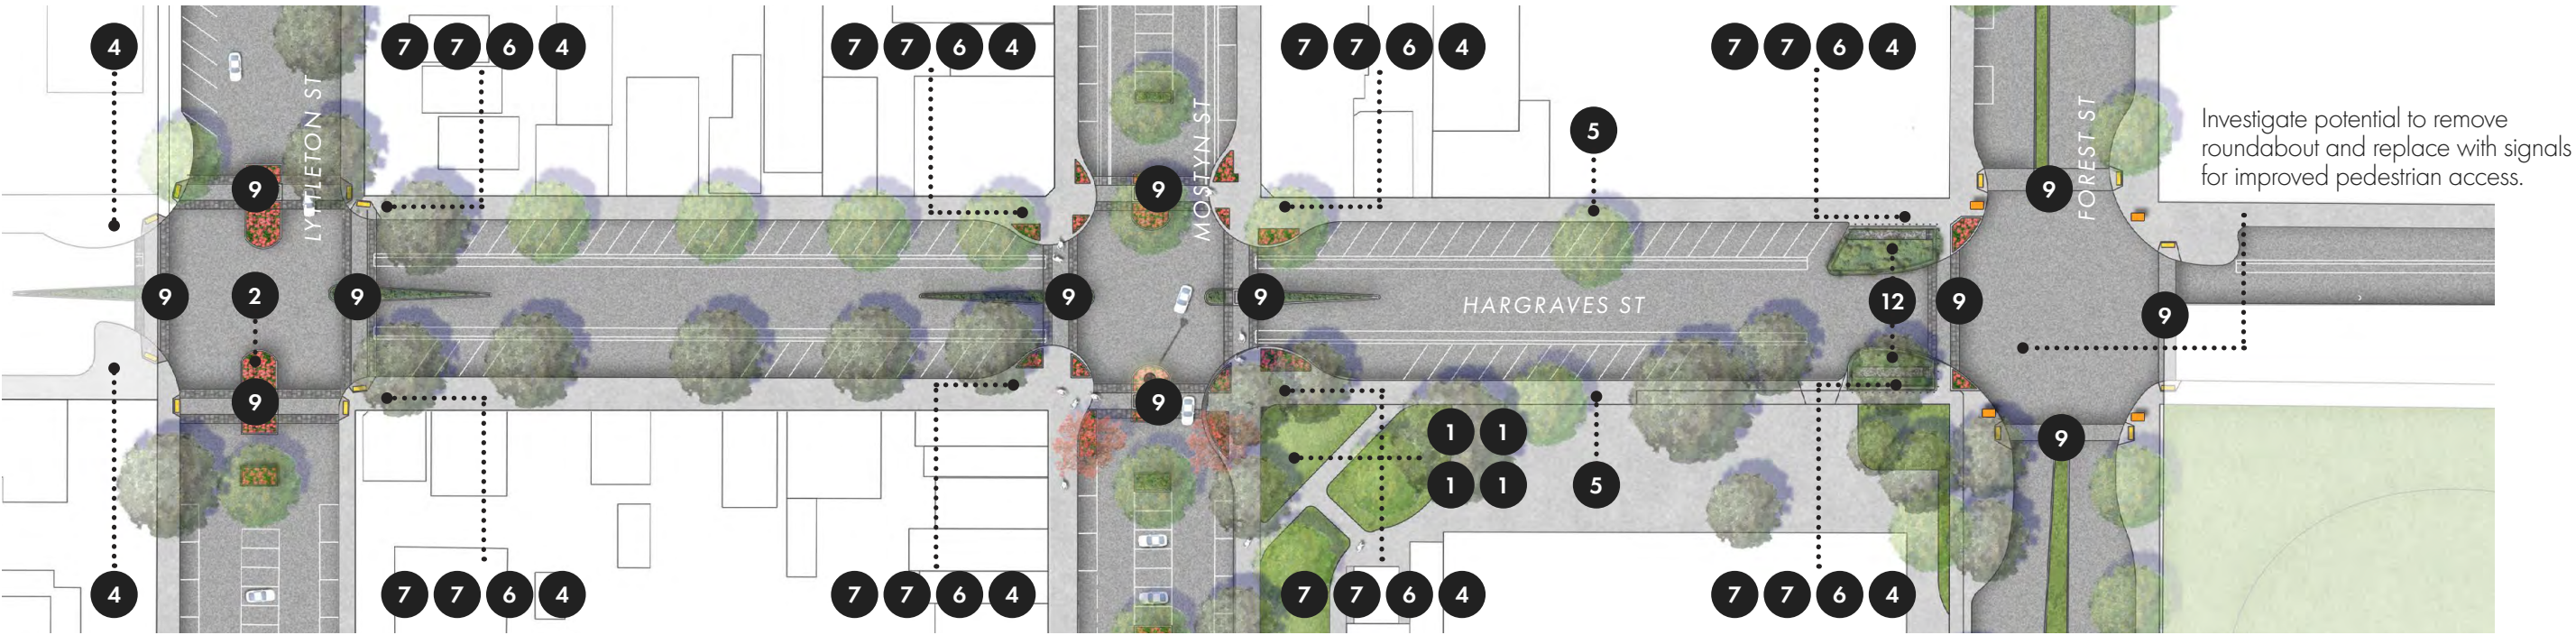 4
7 7 6 4
7 7 6 4
7 7 6 4
7 7 6 4
LYTTLETON ST
MOSTYN ST
FOREST ST
5
Investigate potential to remove
roundabout and replace with signals
for improved pedestrian access.
9
9
9
9
2
9
9
9
HARGRAVES ST
12
9
9
9
9
9
1 1
1 1
5
4
7 7 6 4
7 7 6 4
7 7 6 4
7 7 6 4